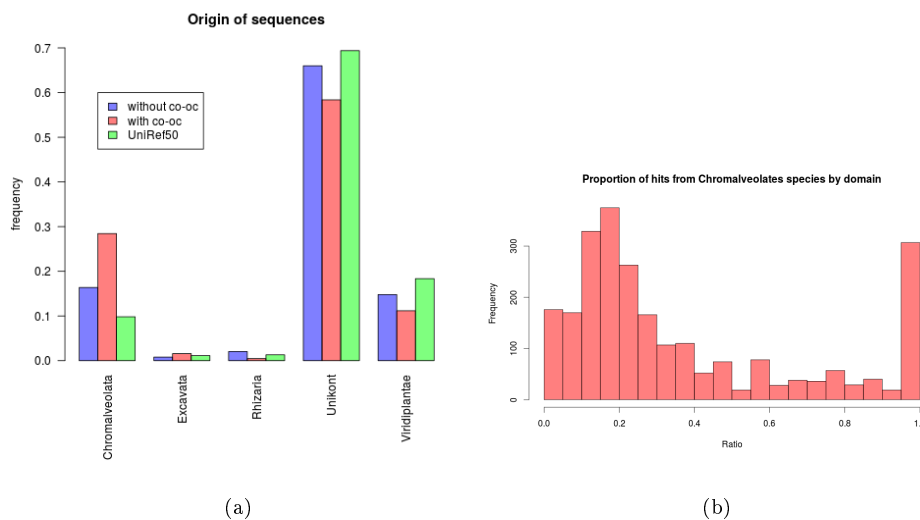 Origin of sequences
frequency
0.7
0.6
0.5
0.4
0.3
0.2
0.1
0.0
without co-oc
with co-oc
UniRef50
Chromalveolata
Excavata
Rhizaria
Unikont
Viridiplantae
(a)
Proportion of hits from Chromalveolates species by domain
Frequency
300
200
100
0
0.0 0.2 0.4 0.6 0.8 1.
Ratio
(b)